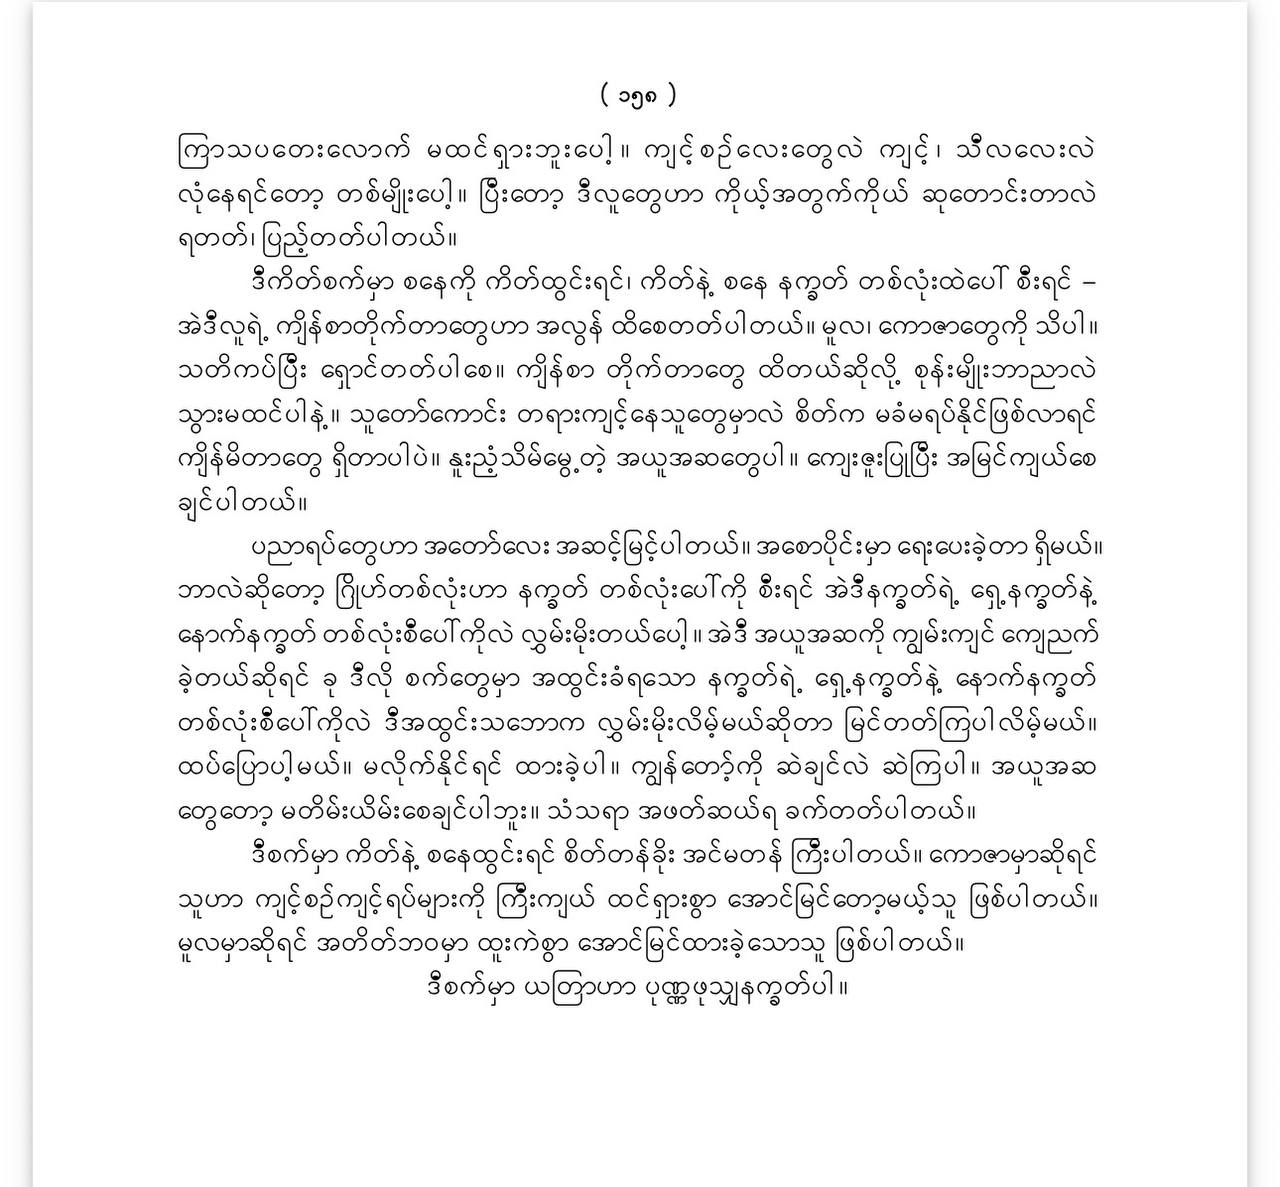 ( ၁၅၈ )
ကြာသပတေးလောက် မထင်ရှားဘူးပေါ့။ ကျင့်စဉ်လေးတွေလဲ ကျင့်၊ သီလလေးလဲ
လုံနေရင်တော့ တစ်မျိုးပေါ့။ ပြီးတော့ ဒီလူတွေဟာ ကိုယ့်အတွက်ကိုယ် ဆုတောင်းတာလဲ
ရတတ်၊ ပြည့်တတ်ပါတယ်။
ဒီကိတ်စက်မှာ စနေကို ကိတ်ထွင်းရင်၊ ကိတ်နဲ့ စနေ နက္ခတ် တစ်လုံးထဲပေါ် စီးရင် –
အဲဒီလူရဲ့ ကျိန်စာတိုက်တာတွေဟာ အလွန် ထိစေတတ်ပါတယ်။ မူလ၊ ကောဇာတွေကို သိပါ။
သတိကပ်ပြီး ရှောင်တတ်ပါစေ။ ကျိန်စာ တိုက်တာတွေ ထိတယ်ဆိုလို့ စုန်းမျိုးဘာညာလဲ
သွားမထင်ပါနဲ့။ သူတော်ကောင်း တရားကျင့်နေသူတွေမှာလဲ စိတ်က မခံမရပ်နိုင်ဖြစ်လာရင်
ကျိန်မိတာတွေ ရှိတာပါပဲ။ နူးညံ့သိမ်မွေ့တဲ့ အယူအဆတွေပါ။ ကျေးဇူးပြုပြီး အမြင်ကျယ်စေ
ချင်ပါတယ်။
ပညာရပ်တွေဟာ အတော်လေး အဆင့်မြင့်ပါတယ်။ အစောပိုင်းမှာ ရေးပေးခဲ့တာ ရှိမယ်။
ဘာလဲဆိုတော့ ဂြိုဟ်တစ်လုံးဟာ နက္ခတ် တစ်လုံးပေါ်ကို စီးရင် အဲဒီနက္ခတ်ရဲ့ ရှေ့နက္ခတ်နဲ့
နောက်နက္ခတ် တစ်လုံးစီပေါ်ကိုလဲ လွှမ်းမိုးတယ်ပေါ့။ အဲဒီ အယူအဆကို ကျွမ်းကျင် ကျေညက်
ခဲ့တယ်ဆိုရင် ခု ဒီလို စက်တွေမှာ အထွင်းခံရသော နက္ခတ်ရဲ့ ရှေ့နက္ခတ်နဲ့ နောက်နက္ခတ်
တစ်လုံးစီပေါ်ကိုလဲ ဒီအထွင်းသဘောက လွှမ်းမိုးလိမ့်မယ်ဆိုတာ မြင်တတ်ကြပါလိမ့်မယ်။
ထပ်ပြောပါ့မယ်။ မလိုက်နိုင်ရင် ထားခဲ့ပါ။ ကျွန်တော့်ကို ဆဲချင်လဲ ဆဲကြပါ။ အယူအဆ
တွေတော့ မတိမ်းယိမ်းစေချင်ပါဘူး။ သံသရာ အဖတ်ဆယ်ရ ခက်တတ်ပါတယ်။
ဒီစက်မှာ ကိတ်နဲ့ စနေထွင်းရင် စိတ်တန်ခိုး အင်မတန် ကြီးပါတယ်။ ကောဇာမှာဆိုရင်
သူဟာ ကျင့်စဉ်ကျင့်ရပ်များကို ကြီးကျယ် ထင်ရှားစွာ အောင်မြင်တော့မယ့်သူ ဖြစ်ပါတယ်။
မူလမှာဆိုရင် အတိတ်ဘဝမှာ ထူးကဲစွာ အောင်မြင်ထားခဲ့သောသူ ဖြစ်ပါတယ်။
ဒီစက်မှာ ယတြာဟာ ပုဏ္ဏဖုသျှနက္ခတ်ပါ။